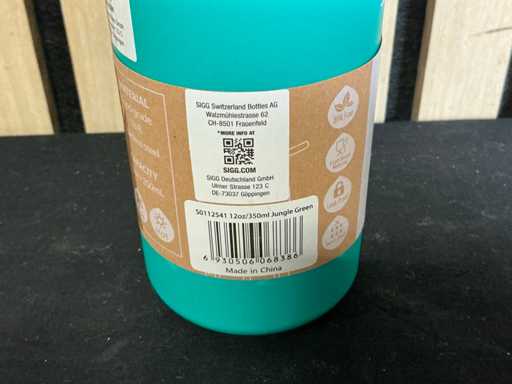 SIGG Switzerland Bottles AG
Walzmühlestrasse 62
CH-8501 Frauenfeld
*MORE INFO AT
SIGG.COM
SIGG Deutschland GmbH
Ulmer Strasse 123 C
DE-73037 Göppingen
50112541 12oz/350ml Jungle Green
6 930506 068386
Made in China